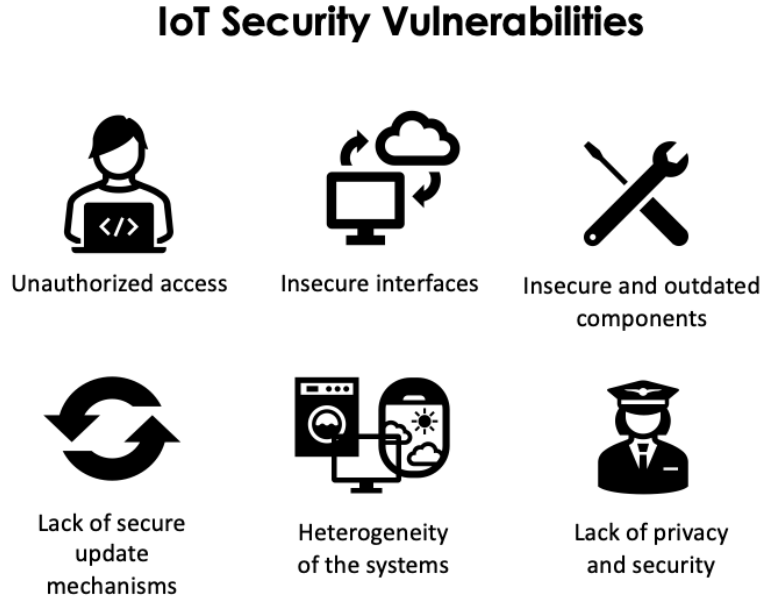 IoT Security Vulnerabilities
</>
Unauthorized access
Insecure interfaces
Insecure and outdated
components
Lack of secure
update
mechanisms
Heterogeneity
of the systems
Lack of privacy
and security